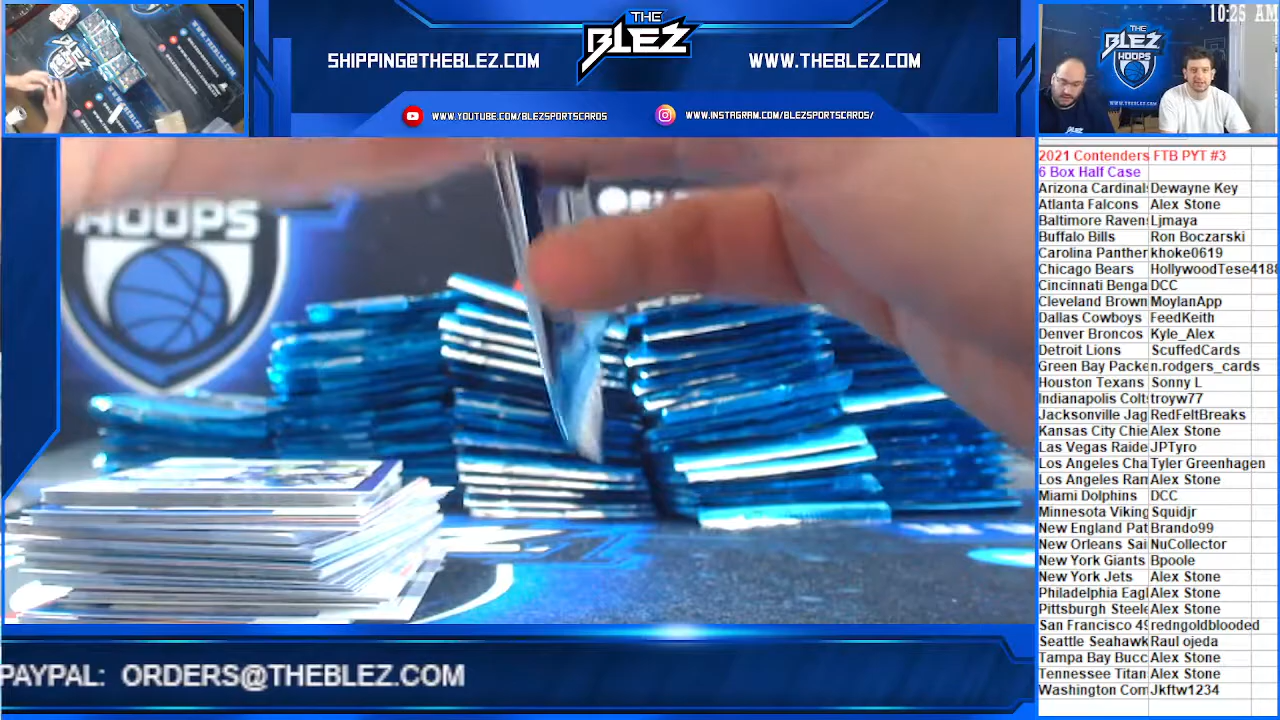 THE
BLEZ
SHIPPING@THEBLEZ.COM
WWW.THEBLEZ.COM
WWW.YOUTUBE.COM/BLEZSPORTSCARDS
WWW.INSTAGRAM.COM/BLEZSPORTSCARDS/
10:25 AM
THE
BLEZ
HOOPS
HOOPS
2021 Contenders FTB PYT #3
6 Box Half Case
Arizona Cardinal Dewayne Key
Atlanta Falcons Alex Stone
Baltimore Raven Ljmaya
Buffalo Bills Ron Boczarski
Carolina Panther khoke0619
Chicago Bears HollywoodTese4188
Cincinnati Benga DCC
Cleveland Brown MoylanApp
Dallas Cowboys FeedKeith
Denver Broncos Kyle_Alex
Detroit Lions ScuffedCards
Green Bay Packe n.rodgers_cards
Houston Texans Sonny L
Indianapolis Colt troyw77
Jacksonville Jag RedFeltBreaks
Kansas City Chie Alex Stone
Las Vegas Raide JPTyro
Los Angeles Cha Tyler Greenhagen
Los Angeles Ram Alex Stone
Miami Dolphins DCC
Minnesota Viking Squidjr
New England Pat Brando99
New Orleans Sai NuCollector
New York Giants Bpoole
New York Jets Alex Stone
Philadelphia Eagl Alex Stone
Pittsburgh Steele Alex Stone
San Francisco 49 redngoldblooded
Seattle Seahawk Raul ojeda
Tampa Bay Bucc Alex Stone
Tennessee Titan Alex Stone
Washington Com Jkftw1234
PAYPAL: ORDERS@THEBLEZ.COM